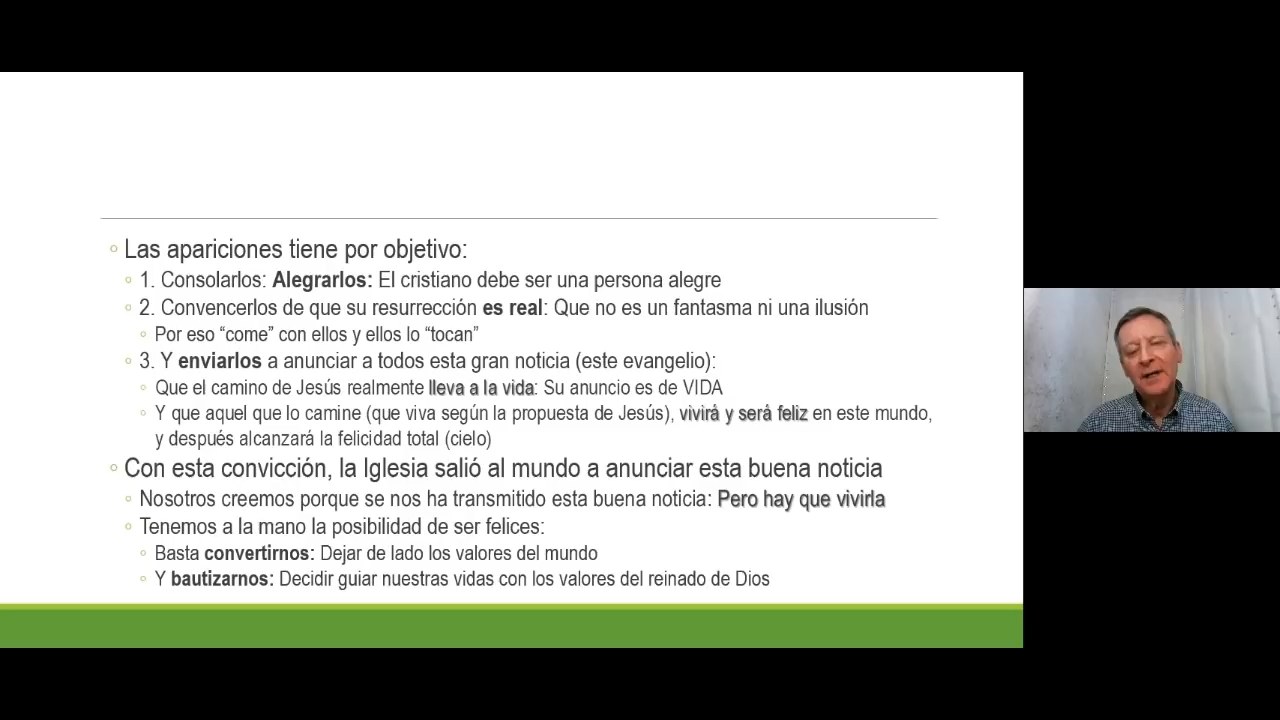 Las apariciones tiene por objetivo:
1. Consolarlos: Alegrarlos: El cristiano debe ser una persona alegre
2. Convencerlos de que su resurrección es real: Que no es un fantasma ni una ilusión
Por eso “come” con ellos y ellos lo “tocan”
3. Y enviarlos a anunciar a todos esta gran noticia (este evangelio):
Que el camino de Jesús realmente lleva a la vida: Su anuncio es de VIDA
Y que aquel que lo camine (que viva según la propuesta de Jesús), vivirá y será feliz en este mundo,
y después alcanzará la felicidad total (cielo)
Con esta convicción, la Iglesia salió al mundo a anunciar esta buena noticia
Nosotros creemos porque se nos ha transmitido esta buena noticia: Pero hay que vivirla
Tenemos a la mano la posibilidad de ser felices:
Basta convertirnos: Dejar de lado los valores del mundo
Y bautizarnos: Decidir guiar nuestras vidas con los valores del reinado de Dios